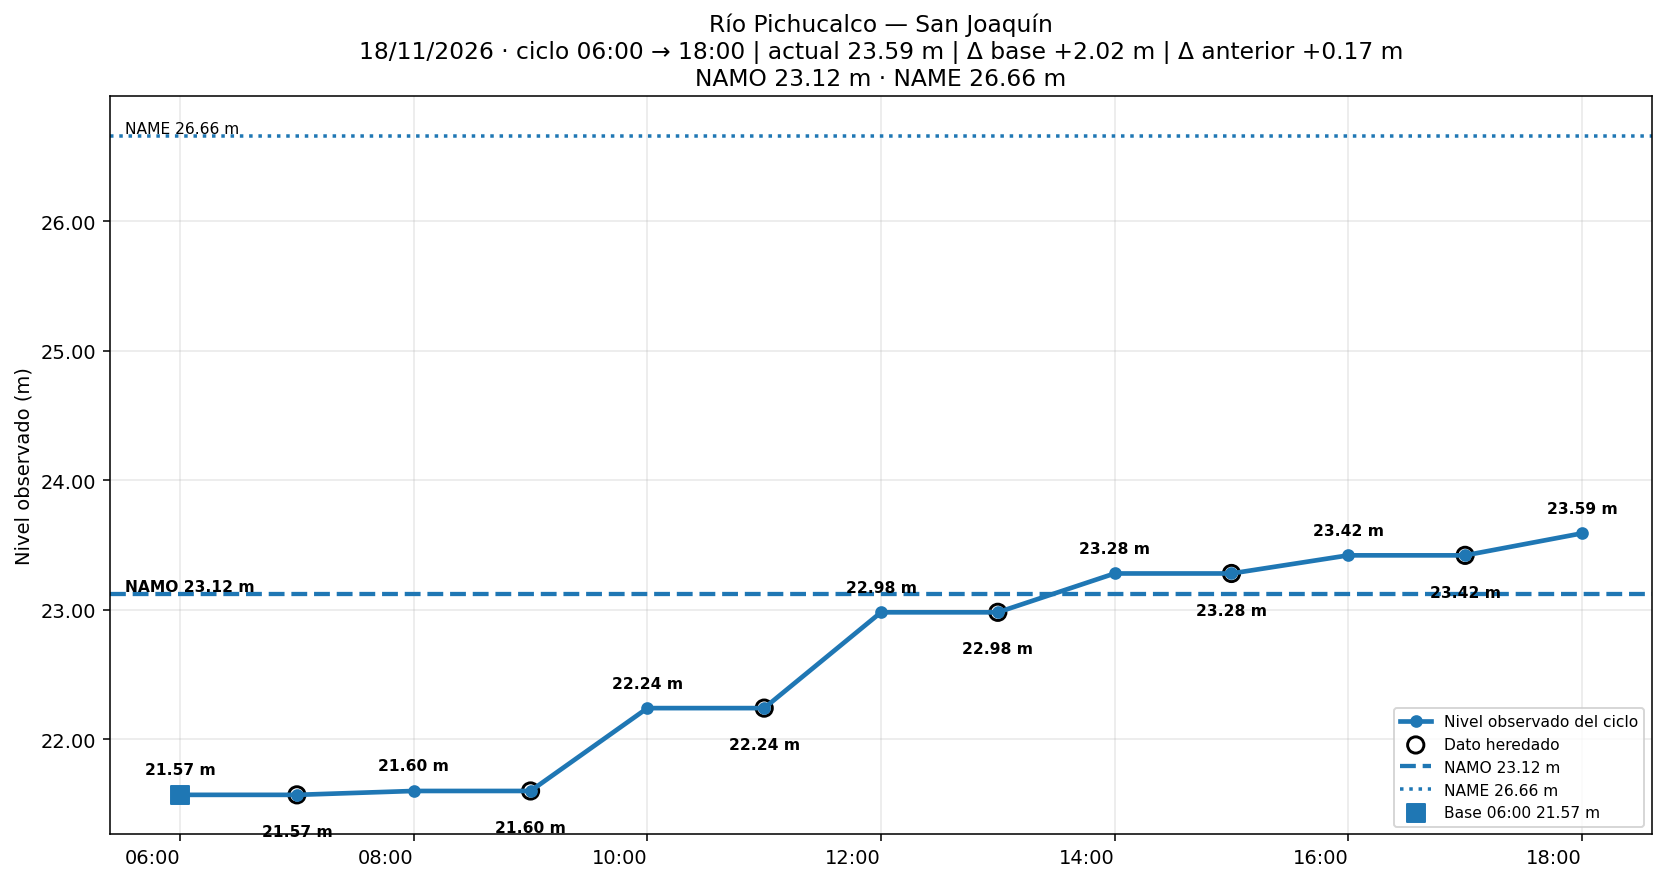 Río Pichucalco — San Joaquín
18/11/2026 · ciclo 06:00 → 18:00 | actual 23.59 m | Δ base +2.02 m | Δ anterior +0.17 m
NAMO 23.12 m · NAME 26.66 m
NAME 26.66 m
26.00
25.00
24.00
23.00
22.00
Nivel observado (m)
NAMO 23.12 m
21.57 m
21.57 m
21.60 m
21.60 m
22.24 m
22.24 m
22.98 m
22.98 m
23.28 m
23.28 m
23.42 m
23.42 m
23.59 m
Nivel observado del ciclo
Dato heredado
NAMO 23.12 m
NAME 26.66 m
Base 06:00 21.57 m
06:00
08:00
10:00
12:00
14:00
16:00
18:00